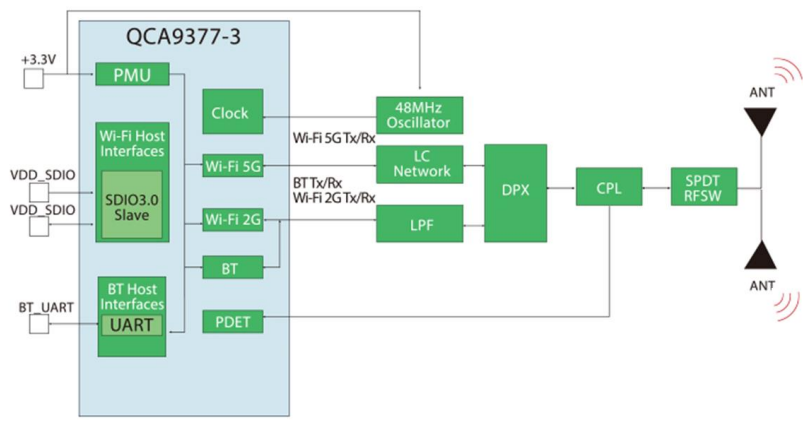 QCA9377-3
+3.3V
PMU
Clock
48MHz
Oscillator
ANT
Wi-Fi Host
Interfaces
SDIO3.0
Slave
Wi-Fi 5G Tx/Rx
Wi-Fi 5G
LC
Network
VDD_SDIO
VDD_SDIO
BT Tx/Rx
Wi-Fi 2G Tx/Rx
Wi-Fi 2G
LPF
DPX
CPL
SPDT
RFSW
BT
BT Host
Interfaces
UART
BT_UART
PDET
ANT